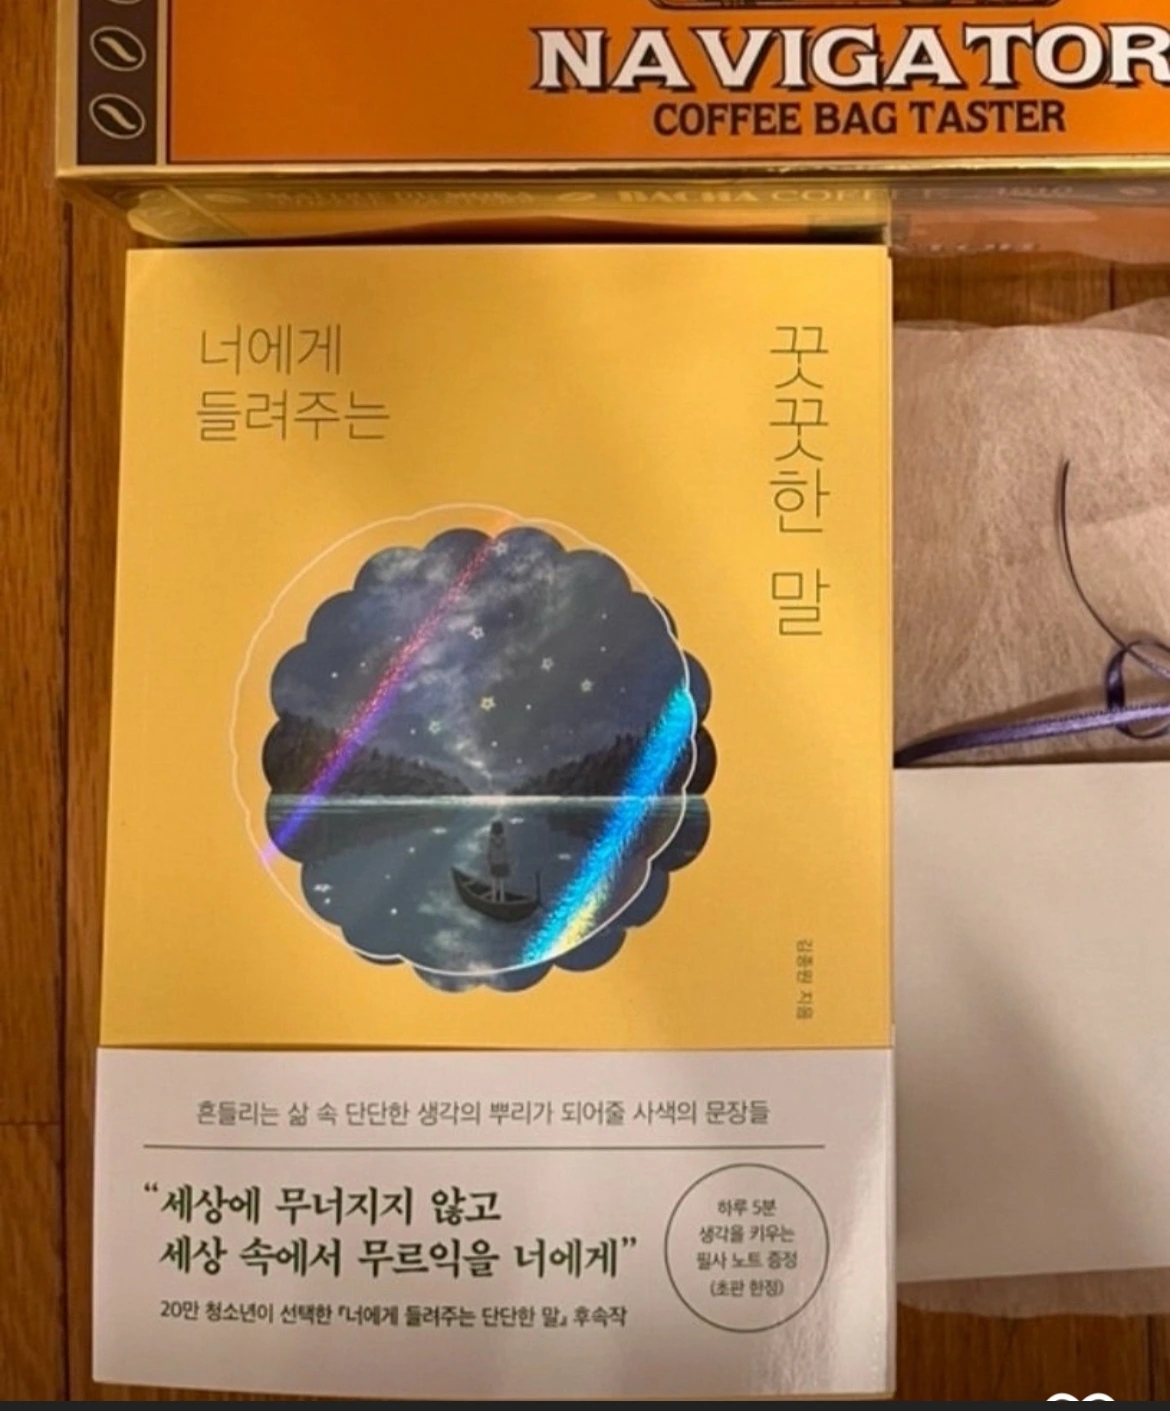 NAVIGATOR
COFFEE BAG TASTER
BACHA COFFEE 1910
너에게
들려주는
꿋꿋한 말
김종원 지음
흔들리는 삶 속 단단한 생각의 뿌리가 되어줄 사색의 문장들
“세상에 무너지지 않고
세상 속에서 무르익을 너에게”
20만 청소년이 선택한 『너에게 들려주는 단단한 말』 후속작
하루 5분
생각을 키우는
필사 노트 증정
(초판 한정)